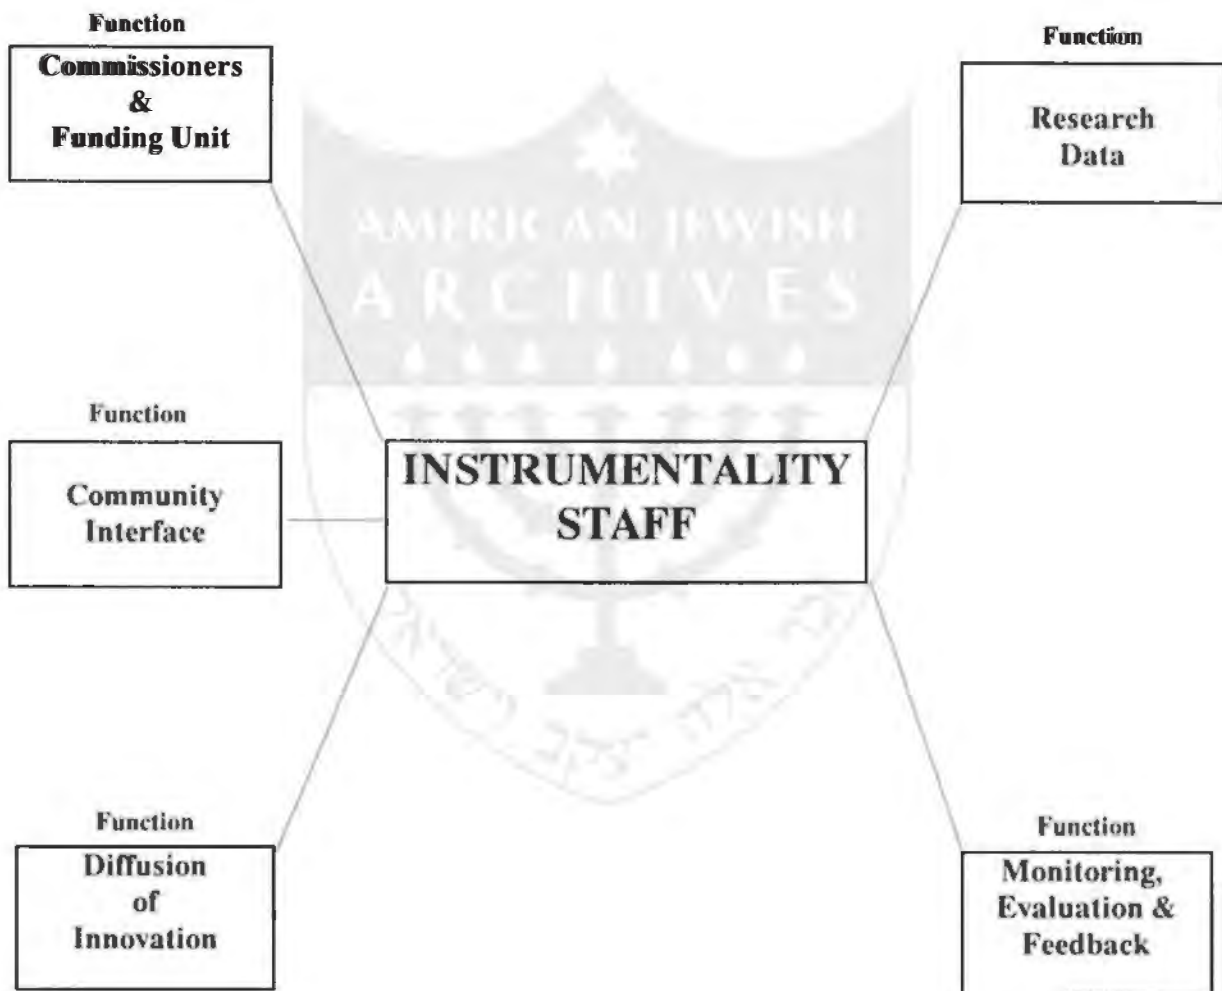 Function
Commissioners
&
Funding Unit
Function
Research
Data
AMERICAN JEWISH
ARCHIVES
Function
Community
Interface
INSTRUMENTALITY
STAFF
Function
Diffusion
of
Innovation
Function
Monitoring,
Evaluation &
Feedback